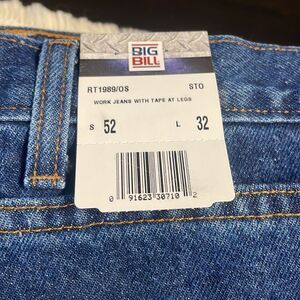 BIG
BILL
RT1989/OS STO
WORK JEANS WITH TAPE AT LEGS
S 52 L 32
0 91623 30710 2